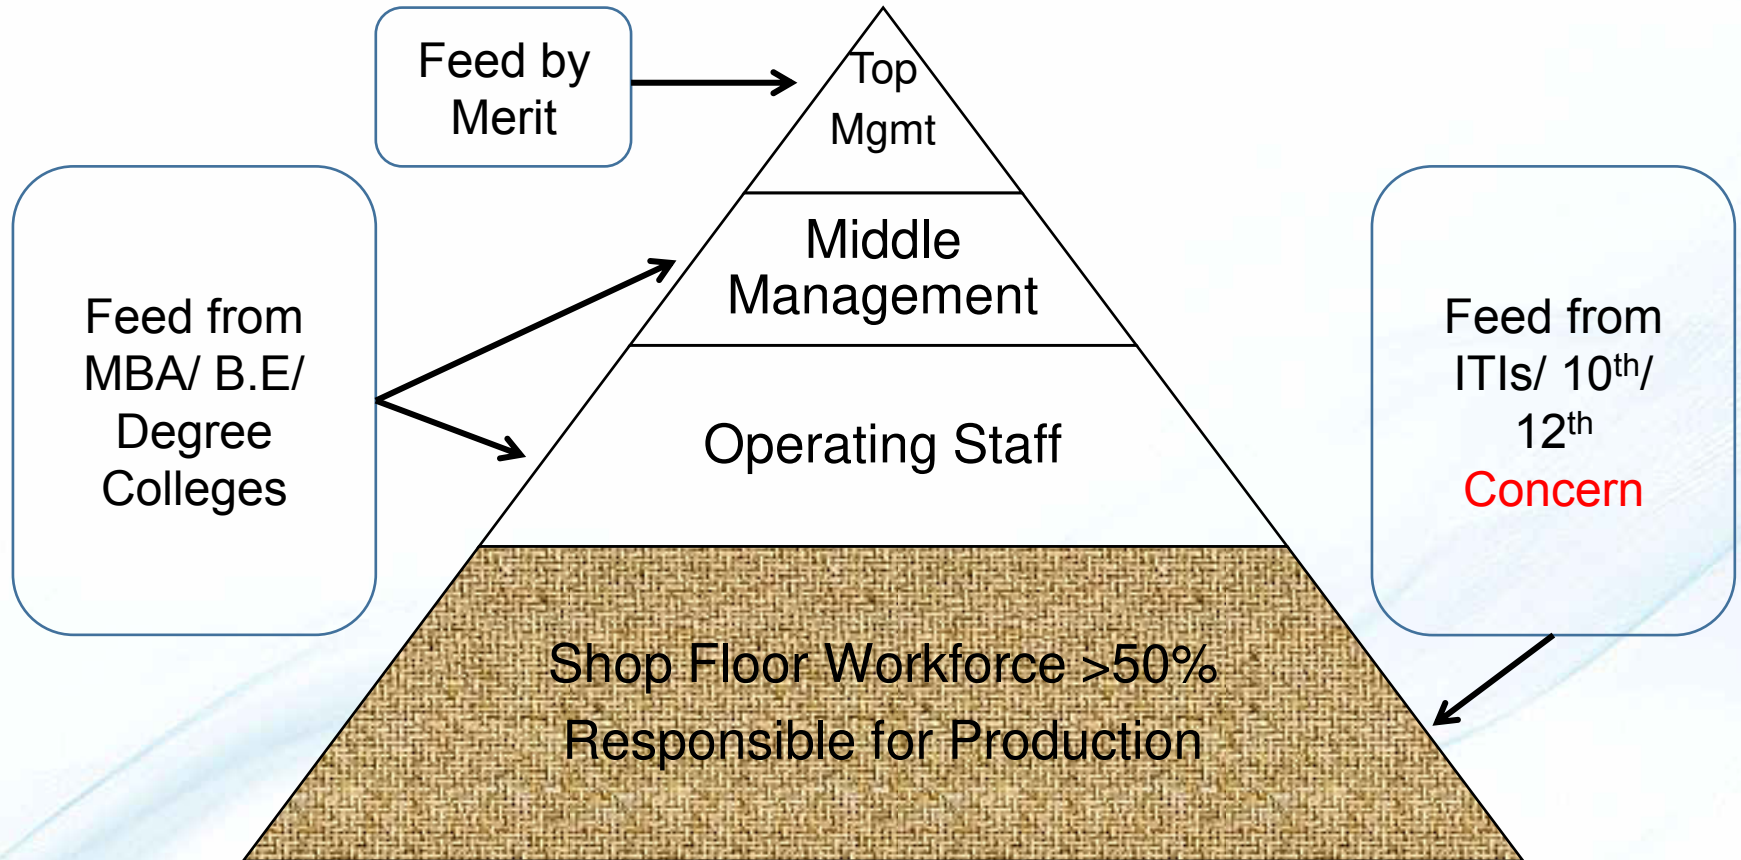 Feed by
Merit
Top
Mgmt
Middle
Management
Feed from
MBA/ B.E/
Degree
Colleges
Feed from
ITIs/ 10th/
12th
Concern
Operating Staff
Shop Floor Workforce >50%
Responsible for Production